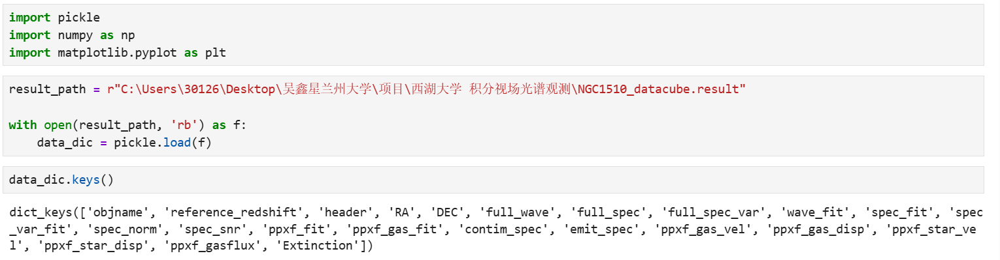 import pickle
import numpy as np
import matplotlib.pyplot as plt
result_path = r"C:\Users\30126\Desktop\吴鑫星兰州大学\项目\西湖大学 积分视场光谱观测\NGC1510_datacube.result"
with open(result_path, 'rb') as f:
    data_dic = pickle.load(f)
data_dic.keys()
dict_keys(['objname', 'reference_redshift', 'header', 'RA', 'DEC', 'full_wave', 'full_spec', 'full_spec_var', 'wave_fit', 'spec_fit', 'spec
_var_fit', 'spec_norm', 'spec_snr', 'ppxf_fit', 'ppxf_gas_fit', 'contim_spec', 'emit_spec', 'ppxf_gas_vel', 'ppxf_gas_disp', 'ppxf_star_ve
l', 'ppxf_star_disp', 'ppxf_gasflux', 'Extinction'])